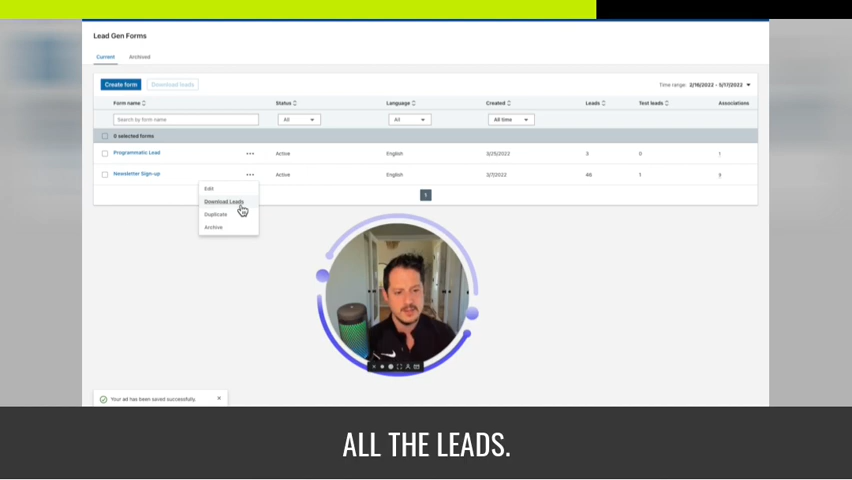 Lead Gen Forms
Current Archived
Create form Download leads Time range: 2/16/2022 - 5/17/2022
Form name Status Language Created Leads Test leads Associations
Search by form name All All All time
0 selected forms
Programmatic Lead ••• Active English 3/25/2022 3 0 1
Newsletter Sign-up ••• Active English 3/7/2022 46 1 9
Edit
Download Leads
Duplicate
Archive
1
Your ad has been saved successfully.
ALL THE LEADS.